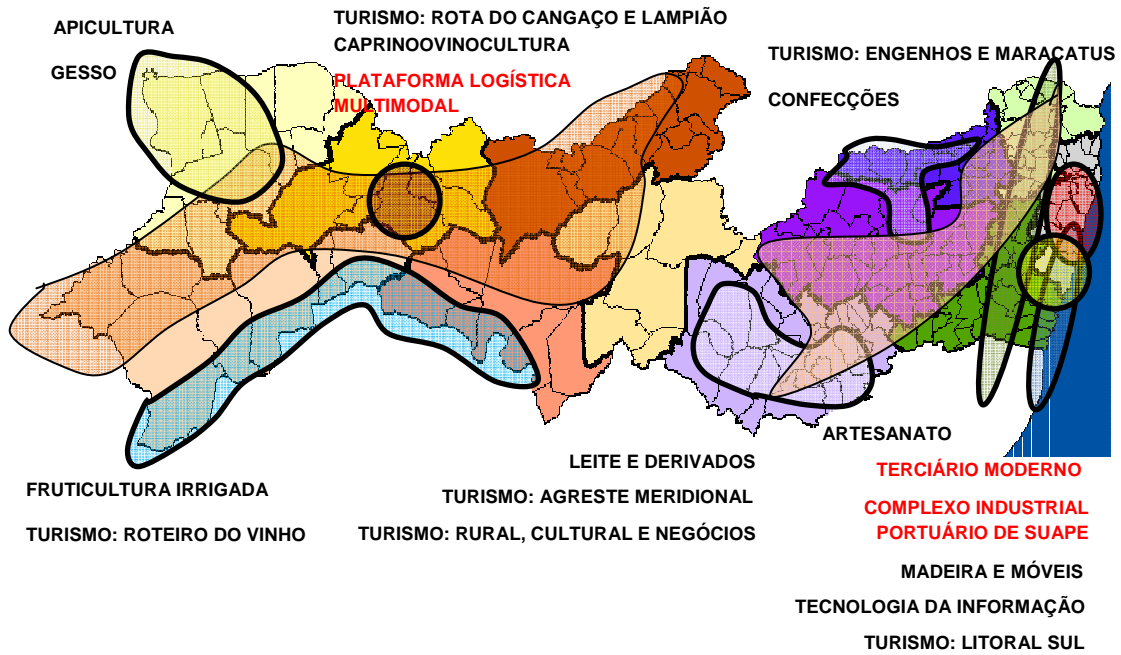 APICULTURA
GESSO
TURISMO: ROTA DO CANGAÇO E LAMPIÃO
CAPRINOOVINOCULTURA
PLATAFORMA LOGÍSTICA
MULTIMODAL
TURISMO: ENGENHOS E MARACATUS
CONFECÇÕES
FRUTICULTURA IRRIGADA
TURISMO: ROTEIRO DO VINHO
LEITE E DERIVADOS
TURISMO: AGRESTE MERIDIONAL
TURISMO: RURAL, CULTURAL E NEGÓCIOS
ARTESANATO
TERCIÁRIO MODERNO
COMPLEXO INDUSTRIAL
PORTUÁRIO DE SUAPE
MADEIRA E MÓVEIS
TECNOLOGIA DA INFORMAÇÃO
TURISMO: LITORAL SUL